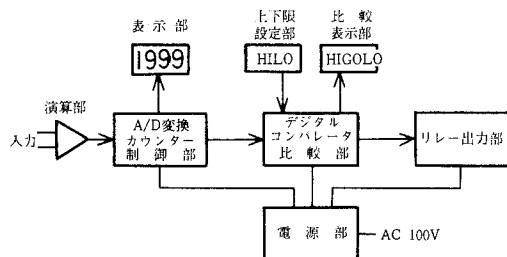 表示部
1999
上下限
設定部
HILO
比較
表示部
HIGOLO
演算部
入力
A/D変換
カウンター
制御部
デジタル
コンパレータ
比較部
リレー出力部
電源部
AC 100V